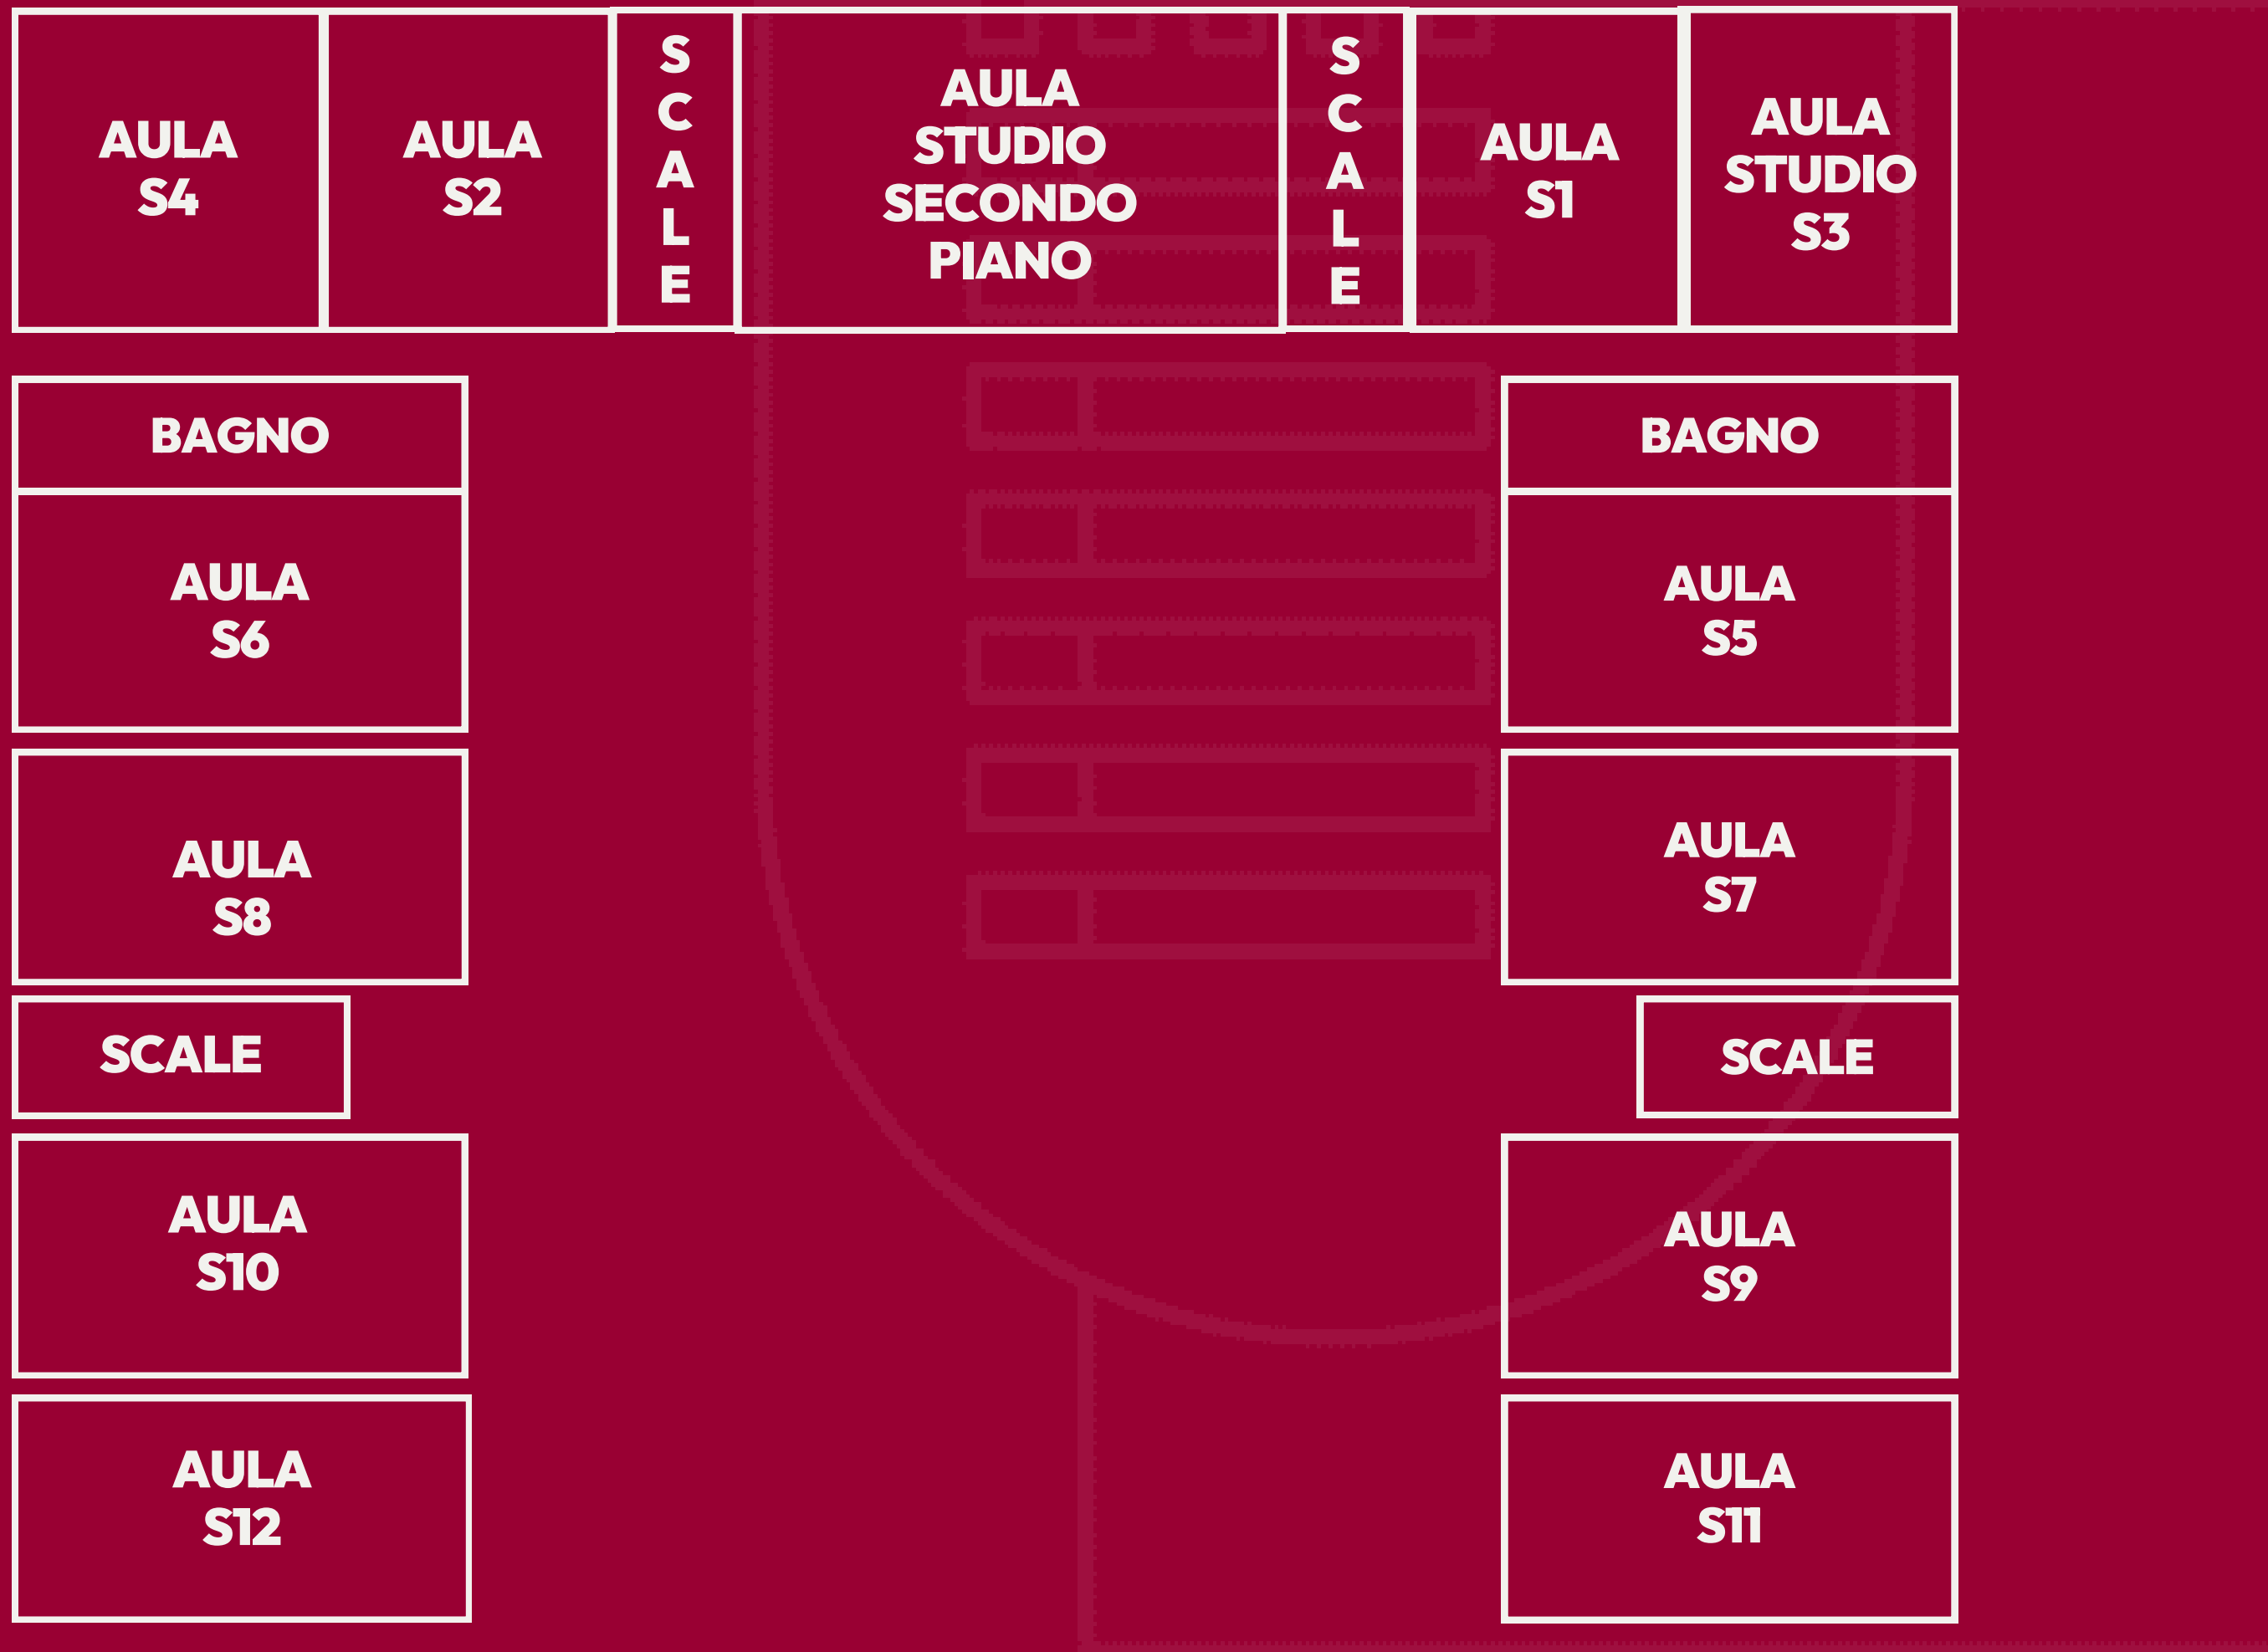 AULA
S4
AULA
S2
S
C
A
L
E
AULA
STUDIO
SECONDO
PIANO
S
C
A
L
E
AULA
S1
AULA
STUDIO
S3
BAGNO
AULA
S6
AULA
S8
SCALE
AULA
S10
AULA
S12
BAGNO
AULA
S5
AULA
S7
SCALE
AULA
S9
AULA
S11